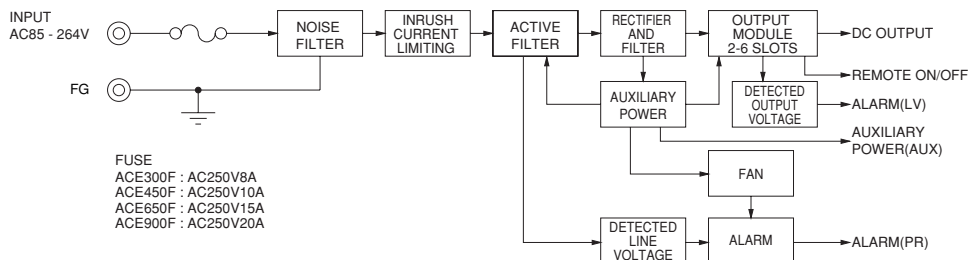 INPUT
AC85 - 264V
FG
NOISE
FILTER
INRUSH
CURRENT
LIMITING
ACTIVE
FILTER
RECTIFIER
AND
FILTER
OUTPUT
MODULE
2-6 SLOTS
DC OUTPUT
REMOTE ON/OFF
AUXILIARY
POWER
DETECTED
OUTPUT
VOLTAGE
ALARM(LV)
AUXILIARY
POWER(AUX)
FAN
DETECTED
LINE
VOLTAGE
ALARM
ALARM(PR)
FUSE
ACE300F : AC250V8A
ACE450F : AC250V10A
ACE650F : AC250V15A
ACE900F : AC250V20A